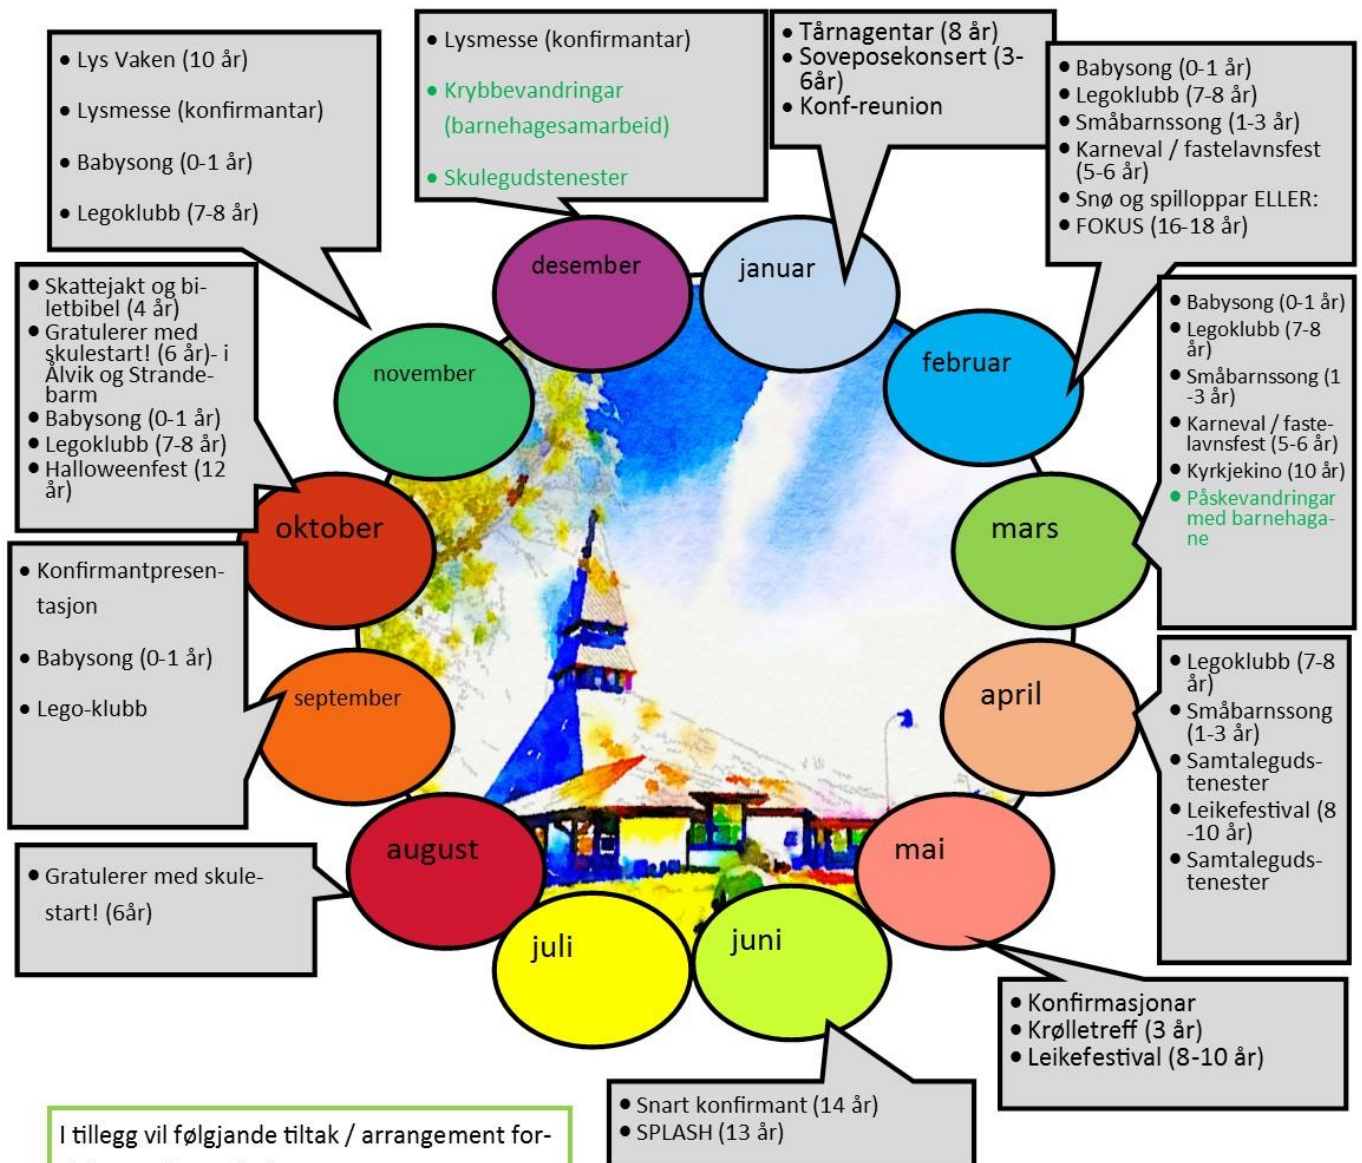 • Lys Vaken (10 år)
• Lysmesse (konfirmantar)
• Babysong (0-1 år)
• Legoklubb (7-8 år)
• Lysmesse (konfirmantar)
• Krybbevandringar
(barnehagesamarbeid)
• Skulegudstenester
• Tårnagentar (8 år)
• Soveposekonsert (3-
6år)
• Konf-reunion
• Babysong (0-1 år)
• Legoklubb (7-8 år)
• Småbarnssong (1-3 år)
• Karneval / fastelavnsfest
(5-6 år)
• Snø og spilloppar ELLER:
• FOKUS (16-18 år)
• Skattejakt og bi-
letbibel (4 år)
• Gratulerer med
skulestart! (6 år)- i
Ålvik og Strande-
barm
• Babysong (0-1 år)
• Legoklubb (7-8 år)
• Halloweenfest (12
år)
• Babysong (0-1 år)
• Legoklubb (7-8
år)
• Småbarnssong (1
-3 år)
• Karneval / faste-
lavnsfest (5-6 år)
• Kyrkjekino (10 år)
• Påskevandringar
med barnehaga-
ne
desember
januar
februar
november
mars
oktober
april
september
mai
august
juni
juli
• Konfirmantpresen-
tasjon
• Babysong (0-1 år)
• Lego-klubb
• Legoklubb (7-8
år)
• Småbarnssong
(1-3 år)
• Samtaleguds-
tenester
• Leikefestival (8
-10 år)
• Samtaleguds-
tenester
• Gratulerer med skule-
start! (6år)
• Konfirmasjonar
• Krølletreff (3 år)
• Leikefestival (8-10 år)
• Snart konfirmant (14 år)
• SPLASH (13 år)
I tillegg vil følgjande tiltak / arrangement for-